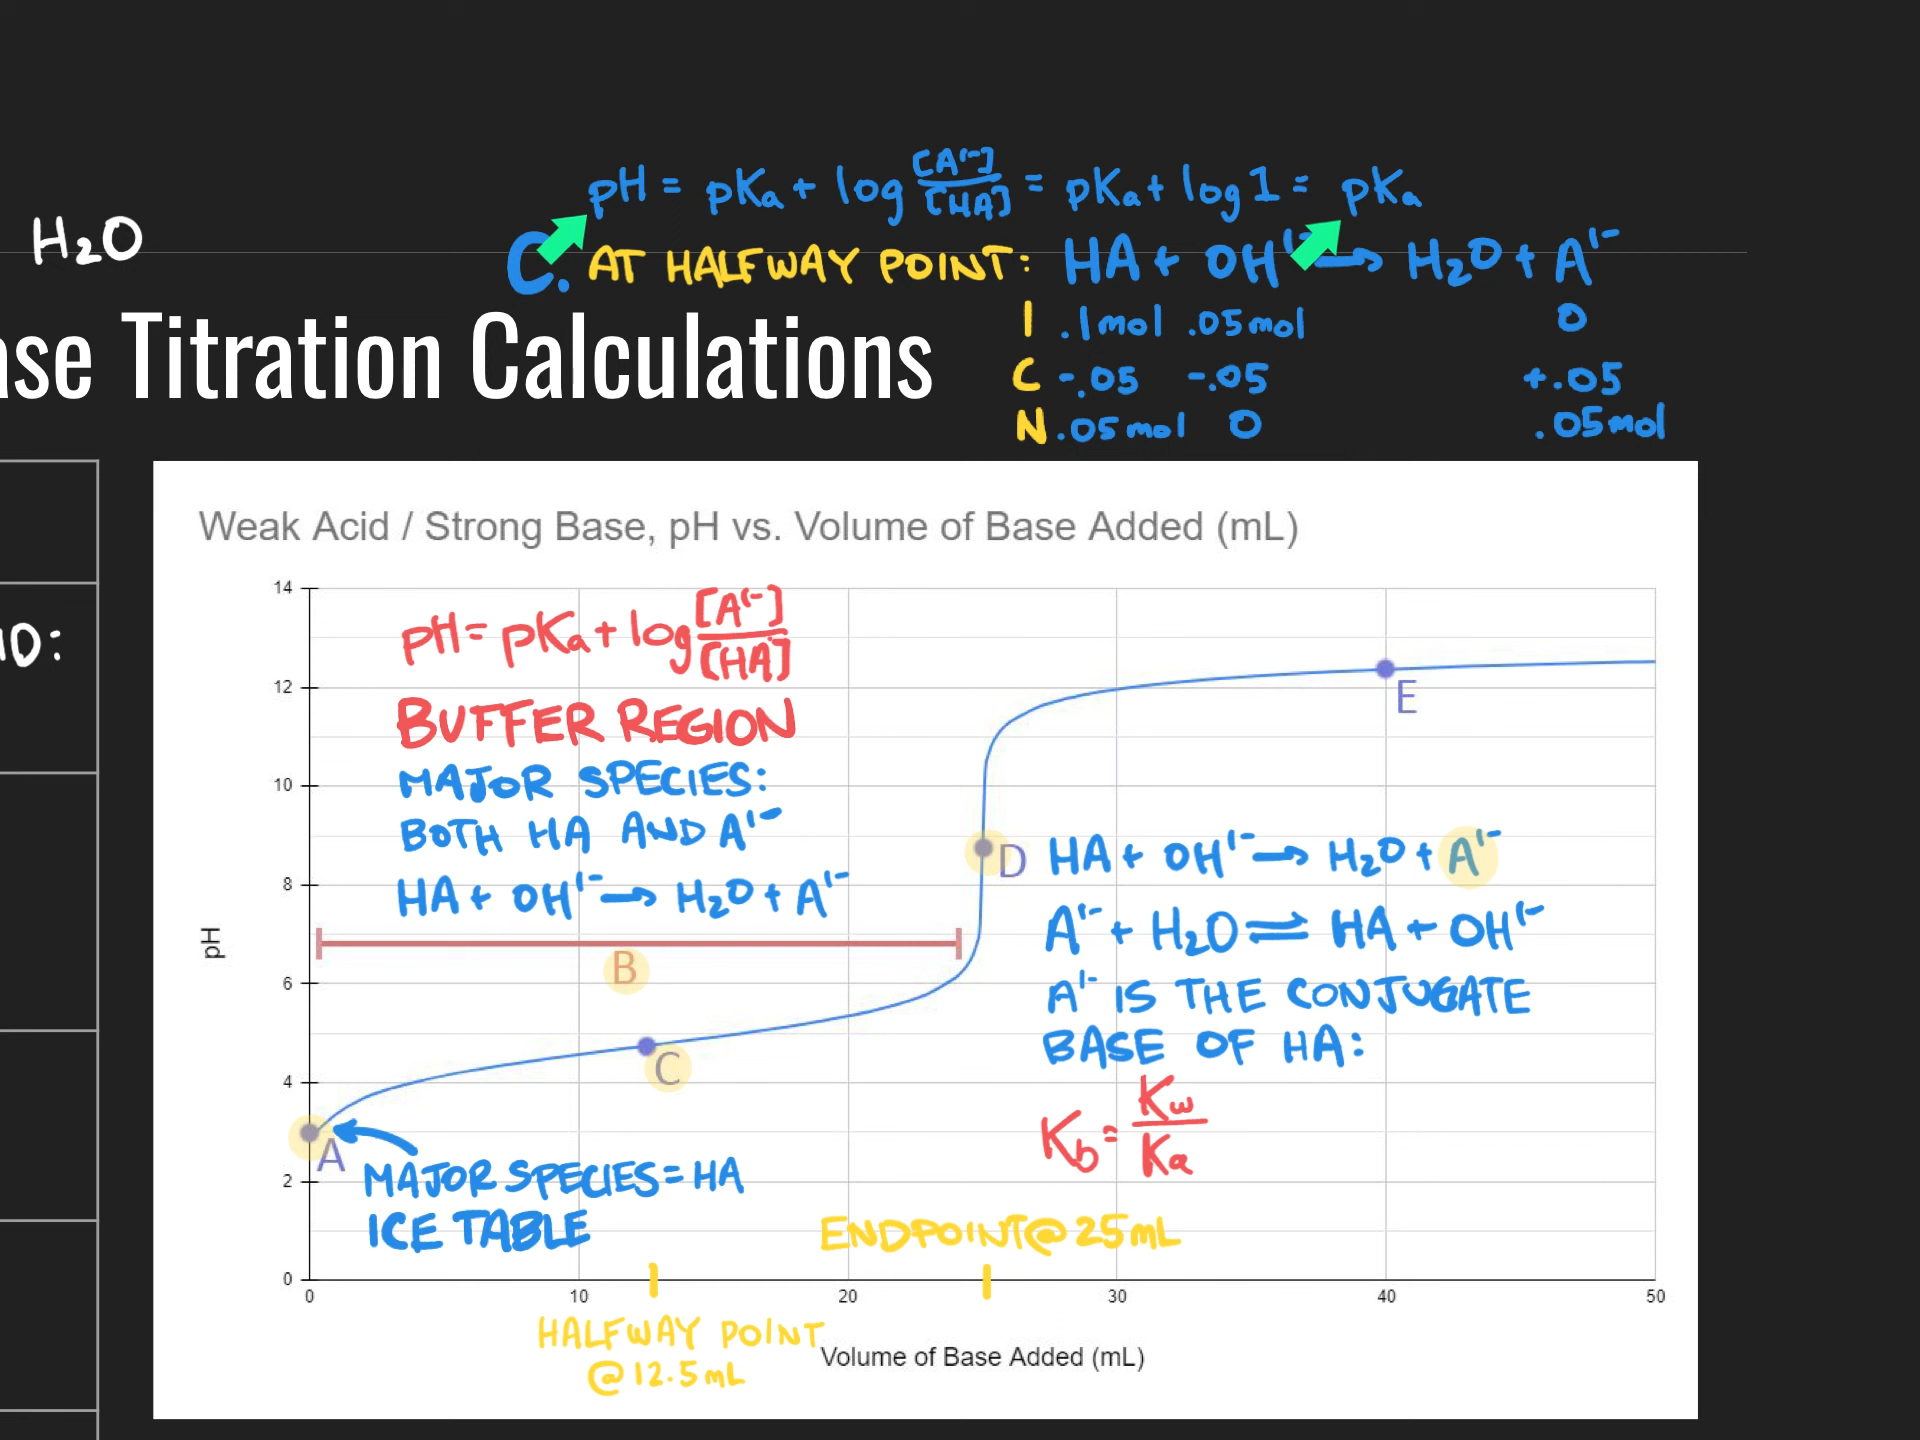 pH = pKa + log [A¹⁻]/[HA] = pKa + log 1 = pKa
H₂O
C. AT HALFWAY POINT: HA + OH¹⁻ → H₂O + A¹⁻
I .1mol .05mol 0
ase Titration Calculations
C -.05 -.05 +.05
N .05mol 0 .05mol
Weak Acid / Strong Base, pH vs. Volume of Base Added (mL)
14
12
10
8
6
4
2
0
pH
ID:
pH = pKa + log [A¹⁻]/[HA]
BUFFER REGION
MAJOR SPECIES:
BOTH HA AND A¹⁻
HA + OH¹⁻ → H₂O + A¹⁻
B
C
A
MAJOR SPECIES = HA
ICE TABLE
E
D
HA + OH¹⁻ → H₂O + A¹⁻
A¹⁻ + H₂O ⇌ HA + OH¹⁻
A¹⁻ IS THE CONJUGATE
BASE OF HA:
Kb = Kw/Ka
ENDPOINT @ 25mL
0 10 20 30 40 50
HALFWAY POINT
@ 12.5mL
Volume of Base Added (mL)